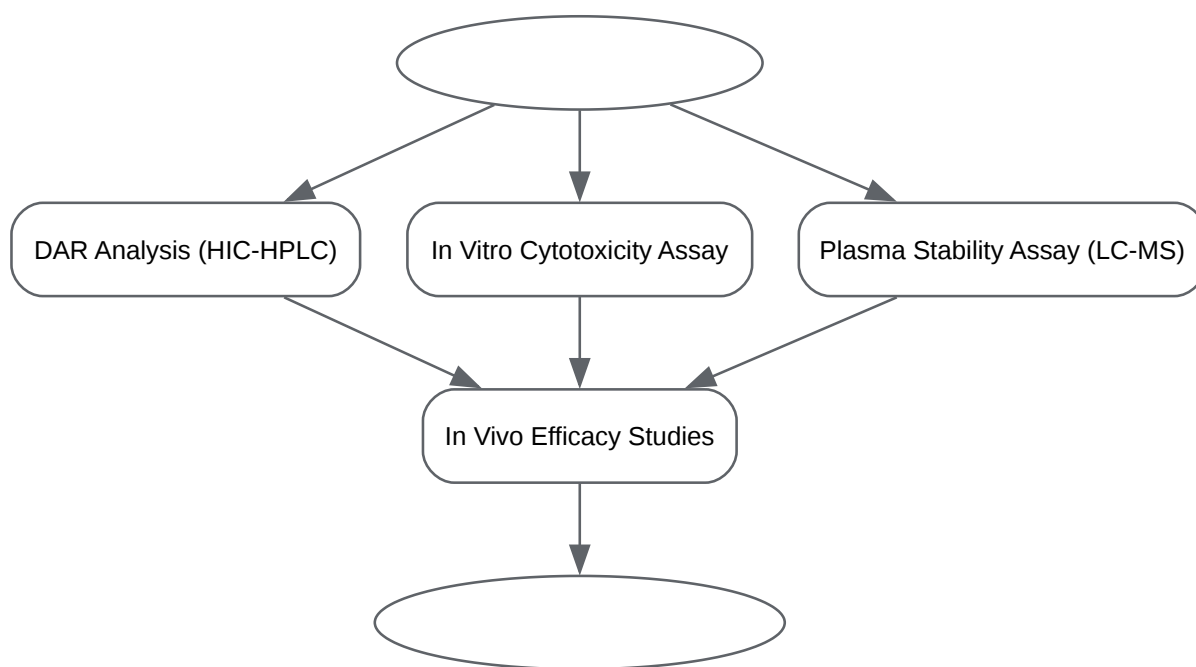 DAR Analysis (HIC-HPLC)
In Vitro Cytotoxicity Assay
Plasma Stability Assay (LC-MS)
In Vivo Efficacy Studies